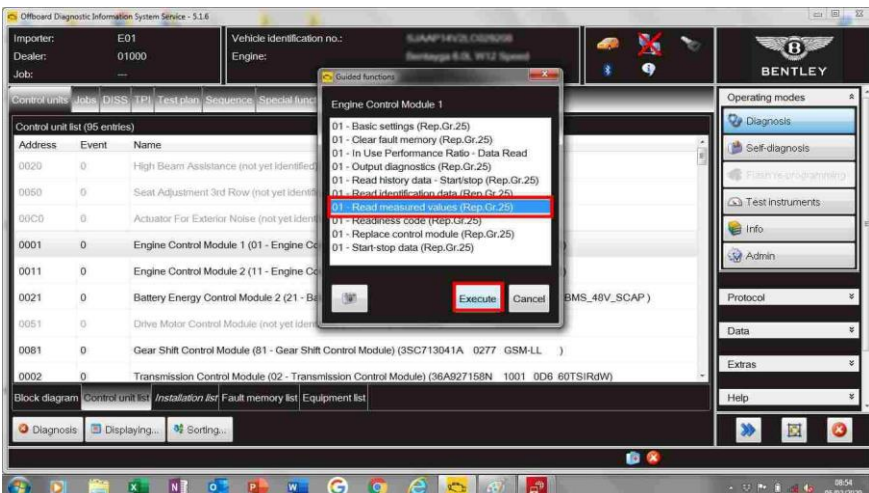 Offboard Diagnostic Information System Service - 5.1.6
Importer: E01
Dealer: 01000
Job: ---
Vehicle identification no.:
Engine: Bentayga 6.0L W12 Speed
BENTLEY
Control units Jobs DISS TPI Test plan Sequence Special func
Control unit list (95 entries)
Address Event Name
0020 0 High Beam Assistance (not yet identified)
0050 0 Seat Adjustment 3rd Row (not yet identifi
00C0 0 Actuator For Exterior Noise (not yet identi
0001 0 Engine Control Module 1 (01 - Engine Co
0011 0 Engine Control Module 2 (11 - Engine Co
0021 0 Battery Energy Control Module 2 (21 - Ba BMS_48V_SCAP )
0051 0 Drive Motor Control Module (not yet iden
0081 0 Gear Shift Control Module (81 - Gear Shift Control Module) (3SC713041A 0277 GSM-LL )
0002 0 Transmission Control Module (02 - Transmission Control Module) (36A927158N 1001 0D6 60TSIRdW)
Block diagram Control unit list Installation list Fault memory list Equipment list
Diagnosis Displaying... Sorting...
Guided functions
Engine Control Module 1
01 - Basic settings (Rep.Gr.25)
01 - Clear fault memory (Rep.Gr.25)
01 - In Use Performance Ratio - Data Read
01 - Output diagnostics (Rep.Gr.25)
01 - Read history data - Start/stop (Rep.Gr.25)
01 - Read identification data (Rep.Gr.25)
01 - Read measured values (Rep.Gr.25)
01 - Readiness code (Rep.Gr.25)
01 - Replace control module (Rep.Gr.25)
01 - Start-stop data (Rep.Gr.25)
Execute Cancel
Operating modes
Diagnosis
Self-diagnosis
Flash re-programming
Test instruments
Info
Admin
Protocol
Data
Extras
Help
08:54